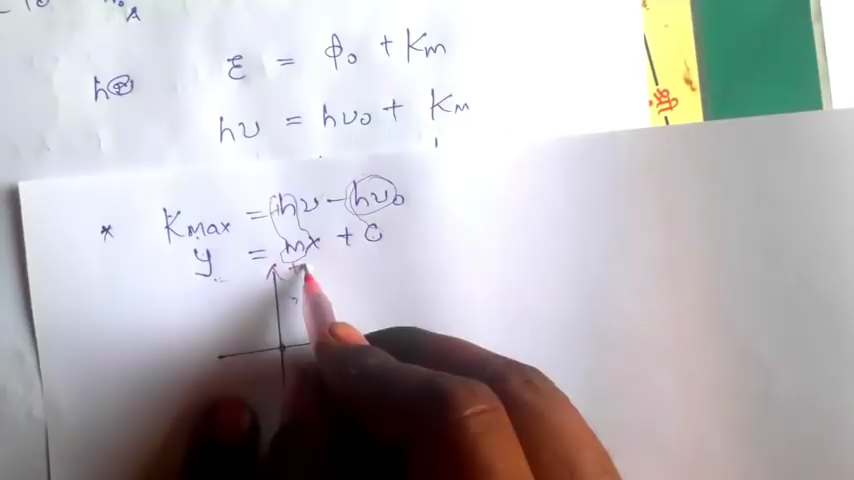 A
h
ε = ϕ₀ + Km
hυ = hυ₀ + Km
* Kmax = +hυ - hυ₀
y = mx + c